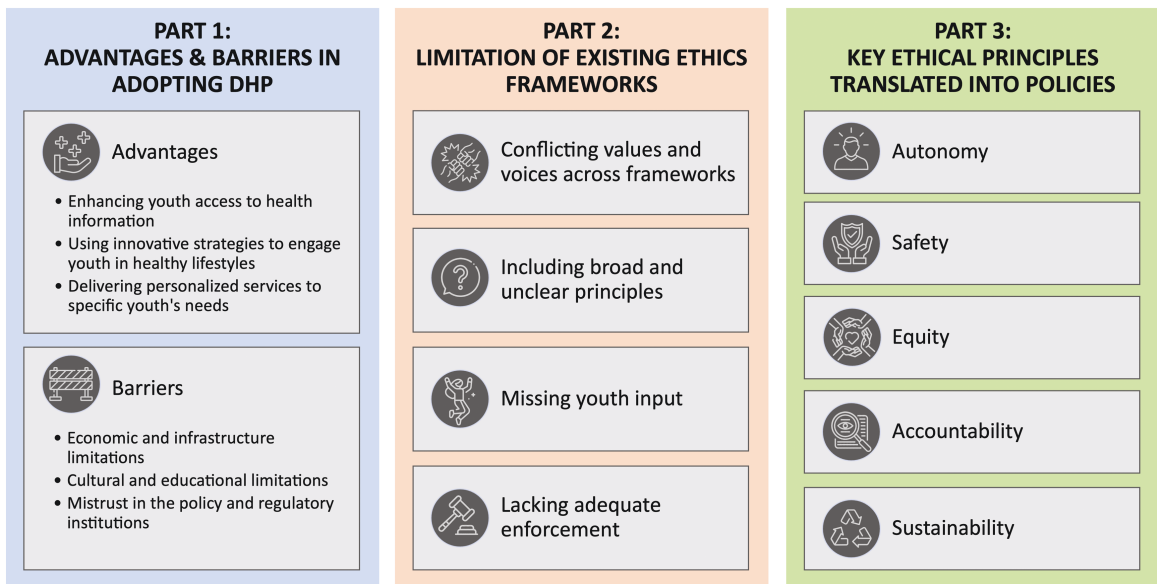 PART 1:
ADVANTAGES & BARRIERS IN
ADOPTING DHP
Advantages
• Enhancing youth access to health
information
• Using innovative strategies to engage
youth in healthy lifestyles
• Delivering personalized services to
specific youth's needs
Barriers
• Economic and infrastructure
limitations
• Cultural and educational limitations
• Mistrust in the policy and regulatory
institutions
PART 2:
LIMITATION OF EXISTING ETHICS
FRAMEWORKS
Conflicting values and
voices across frameworks
Including broad and
unclear principles
Missing youth input
Lacking adequate
enforcement
PART 3:
KEY ETHICAL PRINCIPLES
TRANSLATED INTO POLICIES
Autonomy
Safety
Equity
Accountability
Sustainability